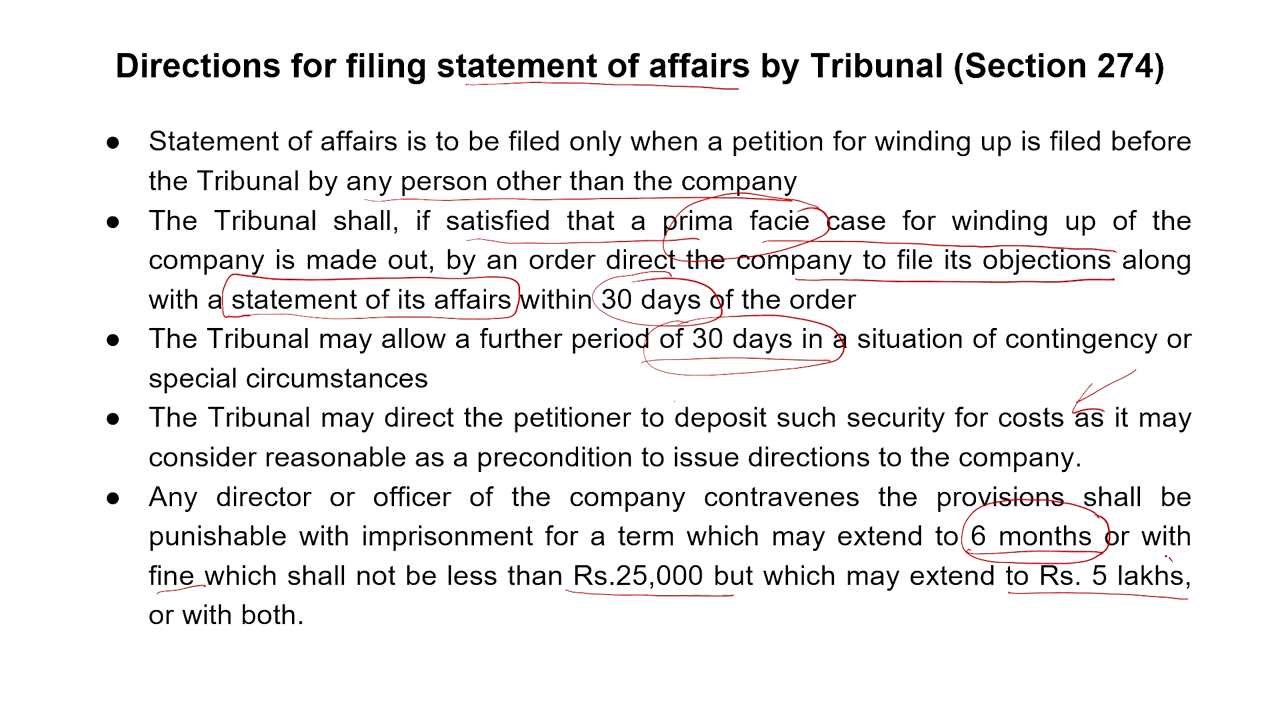 Directions for filing statement of affairs by Tribunal (Section 274)
● Statement of affairs is to be filed only when a petition for winding up is filed before
the Tribunal by any person other than the company
● The Tribunal shall, if satisfied that a prima facie case for winding up of the
company is made out, by an order direct the company to file its objections along
with a statement of its affairs within 30 days of the order
● The Tribunal may allow a further period of 30 days in a situation of contingency or
special circumstances
● The Tribunal may direct the petitioner to deposit such security for costs as it may
consider reasonable as a precondition to issue directions to the company.
● Any director or officer of the company contravenes the provisions shall be
punishable with imprisonment for a term which may extend to 6 months or with
fine which shall not be less than Rs.25,000 but which may extend to Rs. 5 lakhs,
or with both.